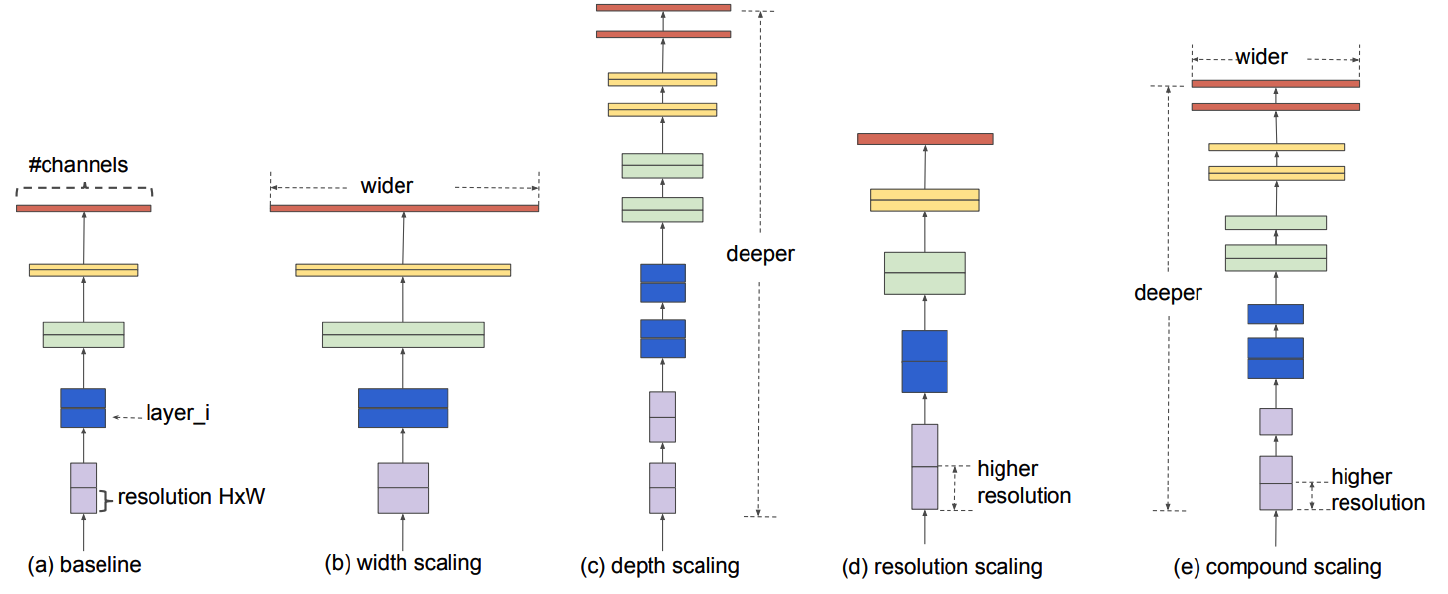 #channels
layer_i
resolution HxW
(a) baseline
wider
(b) width scaling
deeper
(c) depth scaling
higher
resolution
(d) resolution scaling
wider
deeper
higher
resolution
(e) compound scaling